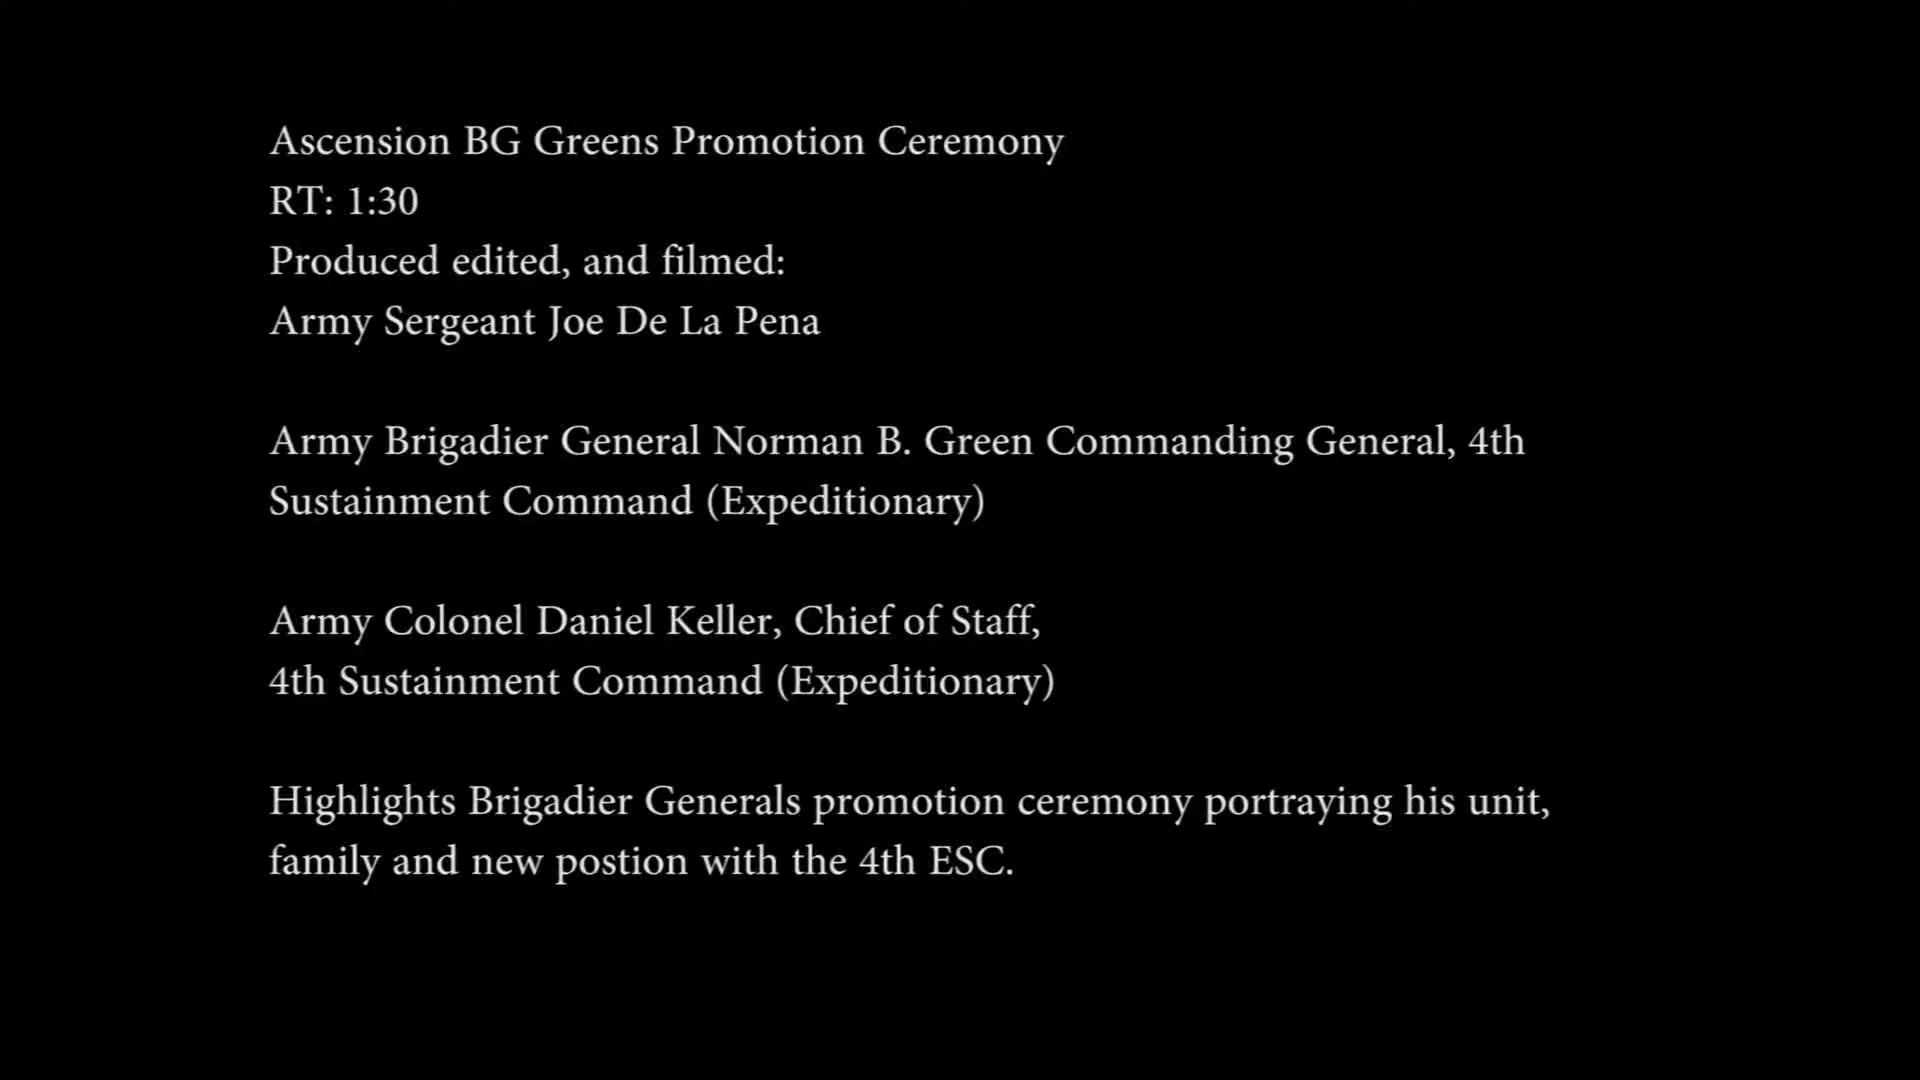 Ascension BG Greens Promotion Ceremony
RT: 1:30
Produced edited, and filmed:
Army Sergeant Joe De La Pena
Army Brigadier General Norman B. Green Commanding General, 4th
Sustainment Command (Expeditionary)
Army Colonel Daniel Keller, Chief of Staff,
4th Sustainment Command (Expeditionary)
Highlights Brigadier Generals promotion ceremony portraying his unit,
family and new postion with the 4th ESC.